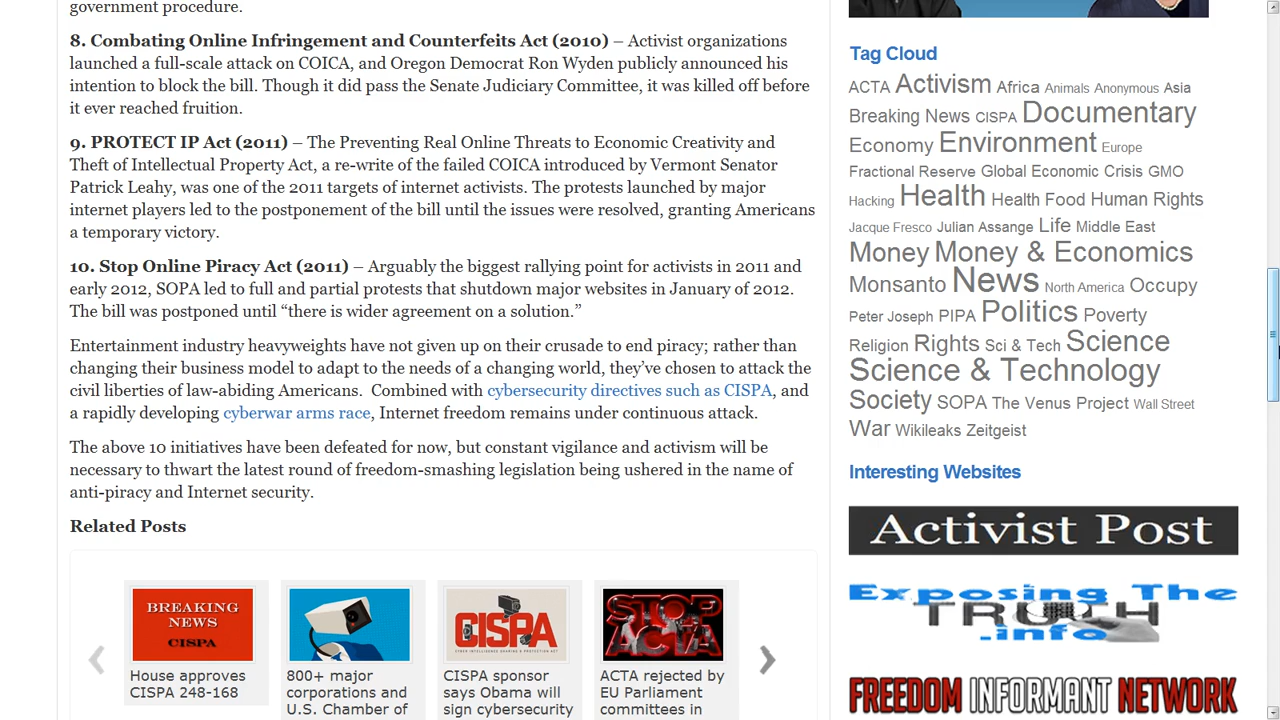 government procedure.
8. Combating Online Infringement and Counterfeits Act (2010) – Activist organizations
launched a full-scale attack on COICA, and Oregon Democrat Ron Wyden publicly announced his
intention to block the bill. Though it did pass the Senate Judiciary Committee, it was killed off before
it ever reached fruition.
9. PROTECT IP Act (2011) – The Preventing Real Online Threats to Economic Creativity and
Theft of Intellectual Property Act, a re-write of the failed COICA introduced by Vermont Senator
Patrick Leahy, was one of the 2011 targets of internet activists. The protests launched by major
internet players led to the postponement of the bill until the issues were resolved, granting Americans
a temporary victory.
10. Stop Online Piracy Act (2011) – Arguably the biggest rallying point for activists in 2011 and
early 2012, SOPA led to full and partial protests that shutdown major websites in January of 2012.
The bill was postponed until “there is wider agreement on a solution.”
Entertainment industry heavyweights have not given up on their crusade to end piracy; rather than
changing their business model to adapt to the needs of a changing world, they’ve chosen to attack the
civil liberties of law-abiding Americans.  Combined with cybersecurity directives such as CISPA, and
a rapidly developing cyberwar arms race, Internet freedom remains under continuous attack.
The above 10 initiatives have been defeated for now, but constant vigilance and activism will be
necessary to thwart the latest round of freedom-smashing legislation being ushered in the name of
anti-piracy and Internet security.
Related Posts
BREAKING
NEWS
CISPA
House approves
CISPA 248-168
800+ major
corporations and
U.S. Chamber of
CISPA
CYBER INTELLIGENCE SHARING & PROTECTION ACT
CISPA sponsor
says Obama will
sign cybersecurity
STOP
ACTA
ACTA rejected by
EU Parliament
committees in
Tag Cloud
ACTA Activism Africa Animals Anonymous Asia
Breaking News CISPA Documentary
Economy Environment Europe
Fractional Reserve Global Economic Crisis GMO
Hacking Health Health Food Human Rights
Jacque Fresco Julian Assange Life Middle East
Money Money & Economics
Monsanto News North America Occupy
Peter Joseph PIPA Politics Poverty
Religion Rights Sci & Tech Science
Science & Technology
Society SOPA The Venus Project Wall Street
War Wikileaks Zeitgeist
Interesting Websites
Activist Post
Exposing The
TRUTH
.info
FREEDOM INFORMANT NETWORK